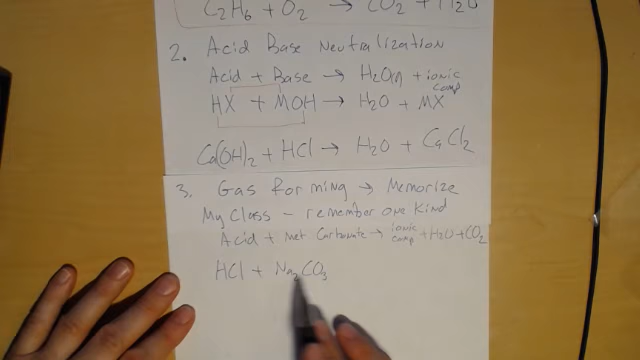 C₂H₆ + O₂ → CO₂ + H₂O
2. Acid Base Neutralization
Acid + Base → H₂O(l) + ionic comp
HX + MOH → H₂O + MX
Ca(OH)₂ + HCl → H₂O + CaCl₂
3. Gas Forming → Memorize
My Class - remember one kind
Acid + Met Carbonate → ionic comp + H₂O + CO₂
HCl + Na₂CO₃